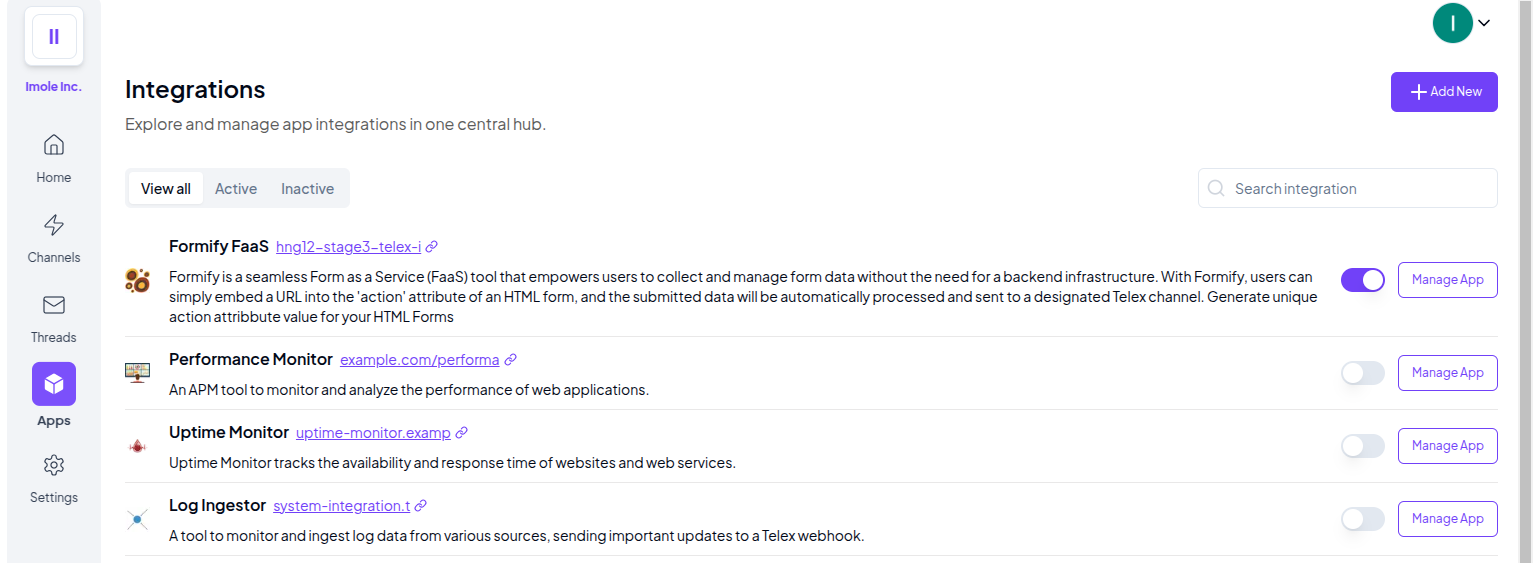 II
Imole Inc.
Home
Channels
Threads
Apps
Settings
I
Integrations
Add New
Explore and manage app integrations in one central hub.
View all Active Inactive
Search integration
Formify FaaS hng12-stage3-telex-i
Formify is a seamless Form as a Service (FaaS) tool that empowers users to collect and manage form data without the need for a backend infrastructure. With Formify, users can
simply embed a URL into the 'action' attribute of an HTML form, and the submitted data will be automatically processed and sent to a designated Telex channel. Generate unique
action attribbute value for your HTML Forms
Manage App
Performance Monitor example.com/performa
An APM tool to monitor and analyze the performance of web applications.
Manage App
Uptime Monitor uptime-monitor.examp
Uptime Monitor tracks the availability and response time of websites and web services.
Manage App
Log Ingestor system-integration.t
A tool to monitor and ingest log data from various sources, sending important updates to a Telex webhook.
Manage App